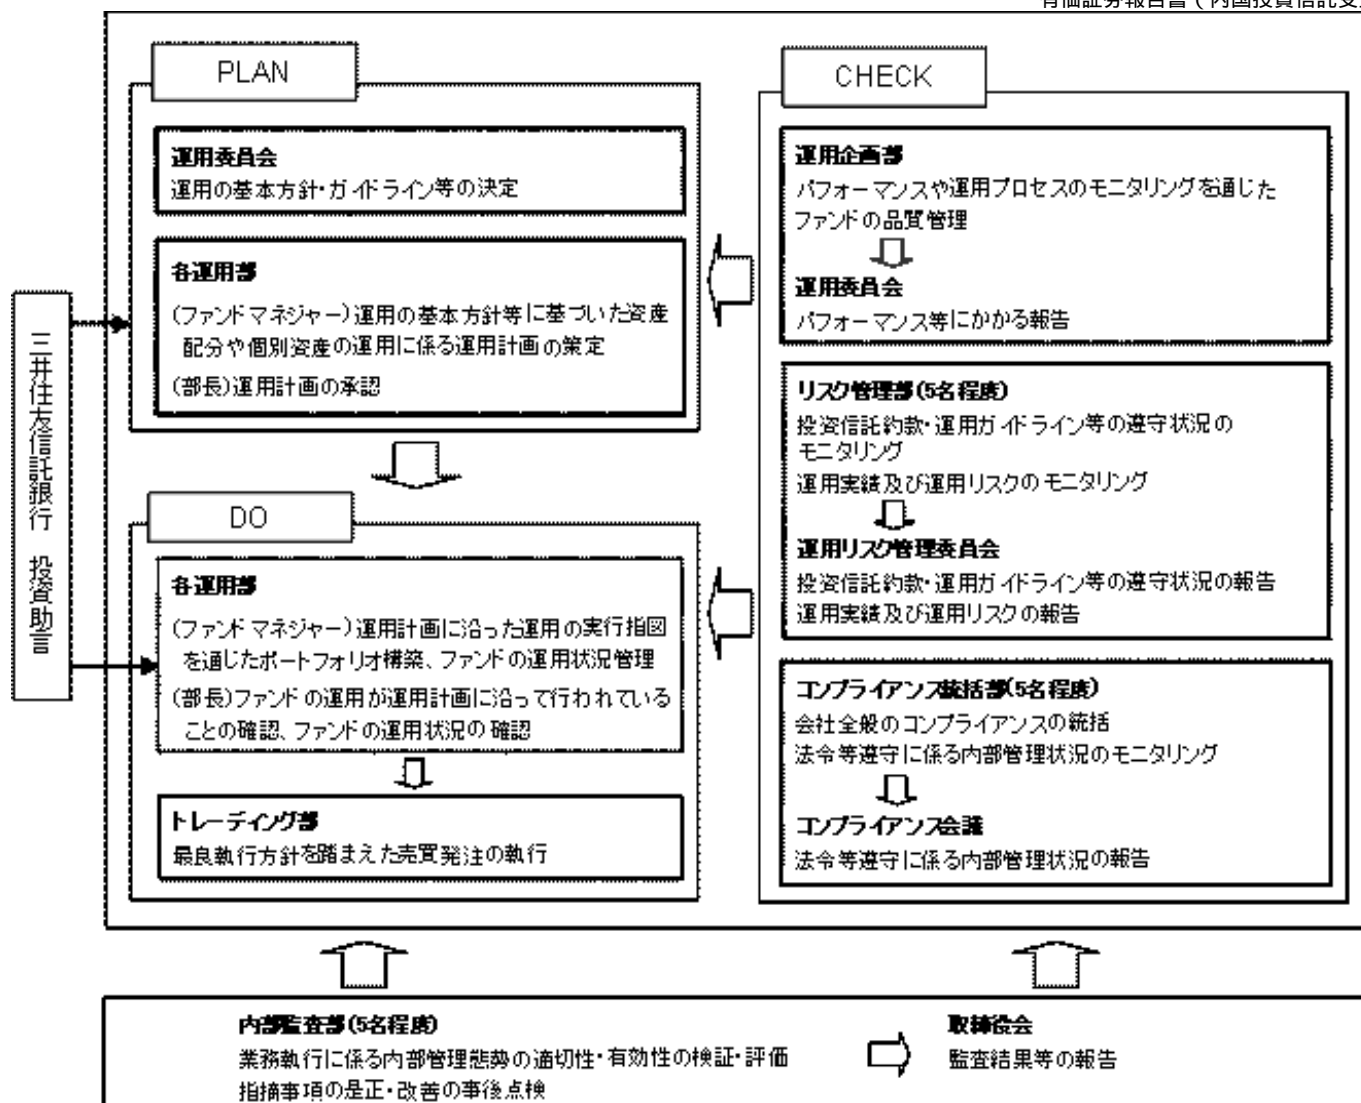 有価証券報告書(内国投資信託受
PLAN
運用委員会
運用の基本方針・ガイドライン等の決定
各運用部
(ファンドマネジャー)運用の基本方針等に基づいた資産
配分や個別資産の運用に係る運用計画の策定
(部長)運用計画の承認
DO
各運用部
(ファンドマネジャー)運用計画に沿った運用の実行指図
を通じたポートフォリオ構築、ファンドの運用状況管理
(部長)ファンドの運用が運用計画に沿って行われている
ことの確認、ファンドの運用状況の確認
トレーディング部
最良執行方針を踏まえた売買発注の執行
三井住友信託銀行 投資助言
CHECK
運用企画部
パフォーマンスや運用プロセスのモニタリングを通じた
ファンドの品質管理
運用委員会
パフォーマンス等にかかる報告
リスク管理部(5名程度)
投資信託約款・運用ガイドライン等の遵守状況の
モニタリング
運用実績及び運用リスクのモニタリング
運用リスク管理委員会
投資信託約款・運用ガイドライン等の遵守状況の報告
運用実績及び運用リスクの報告
コンプライアンス統括部(5名程度)
会社全般のコンプライアンスの統括
法令等遵守に係る内部管理状況のモニタリング
コンプライアンス会議
法令等遵守に係る内部管理状況の報告
内部監査部(5名程度)
業務執行に係る内部管理態勢の適切性・有効性の検証・評価
指摘事項の是正・改善の事後点検
取締役会
監査結果等の報告